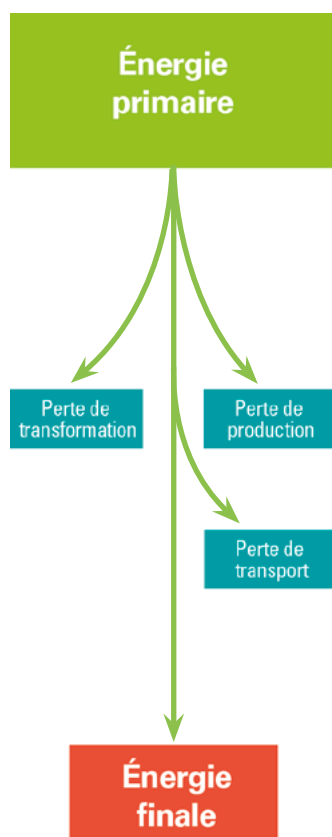 Énergie
primaire
Perte de
transformation
Perte de
production
Perte de
transport
Énergie
finale